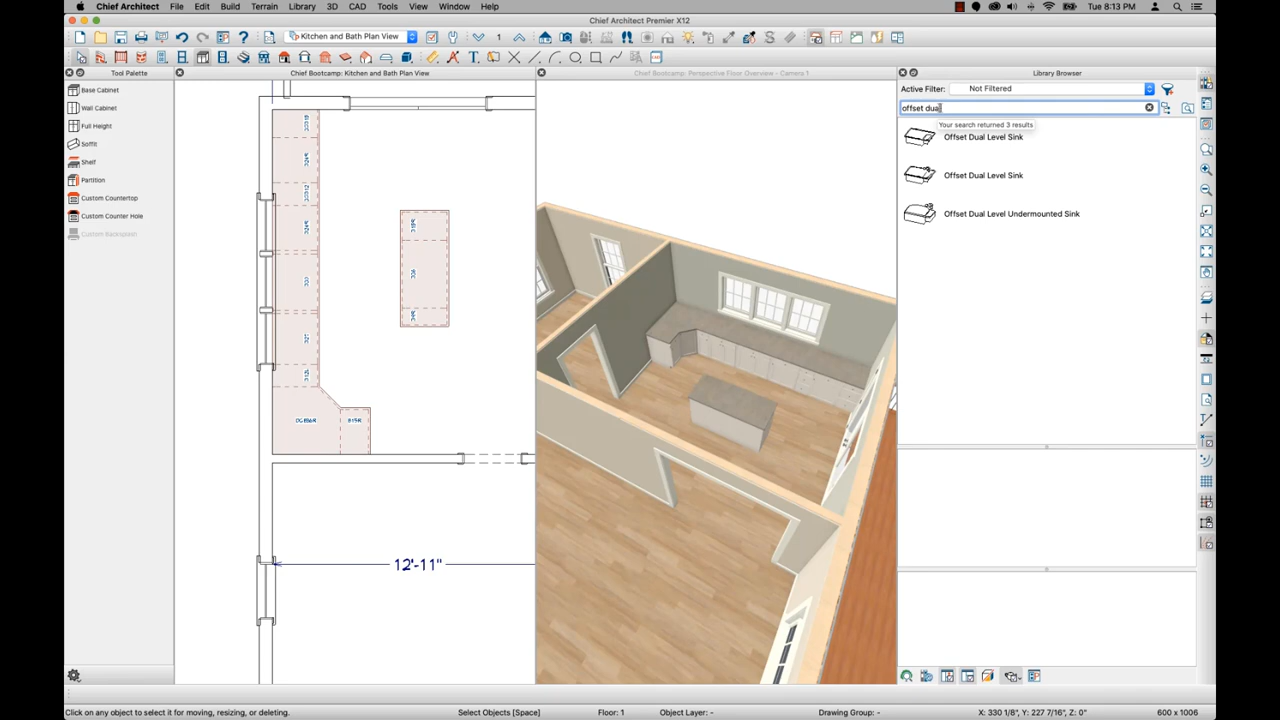 Chief Architect File Edit Build Terrain Library 3D CAD Tools View Window Help
Tue 8:13 PM
Chief Architect Premier X12
Kitchen and Bath Plan View
1
Tool Palette
Chief Bootcamp: Kitchen and Bath Plan View
Chief Bootcamp: Perspective Floor Overview - Camera 1
Library Browser
Base Cabinet
Wall Cabinet
Full Height
Soffit
Shelf
Partition
Custom Countertop
Custom Counter Hole
Custom Backsplash
Active Filter: Not Filtered
offset dua
Your search returned 3 results
Offset Dual Level Sink
Offset Dual Level Sink
Offset Dual Level Undermounted Sink
12'-11"
Click on any object to select it for moving, resizing, or deleting.
Select Objects [Space]
Floor: 1
Object Layer: -
Drawing Group: -
X: 330 1/8", Y: 227 7/16", Z: 0"
600 x 1006